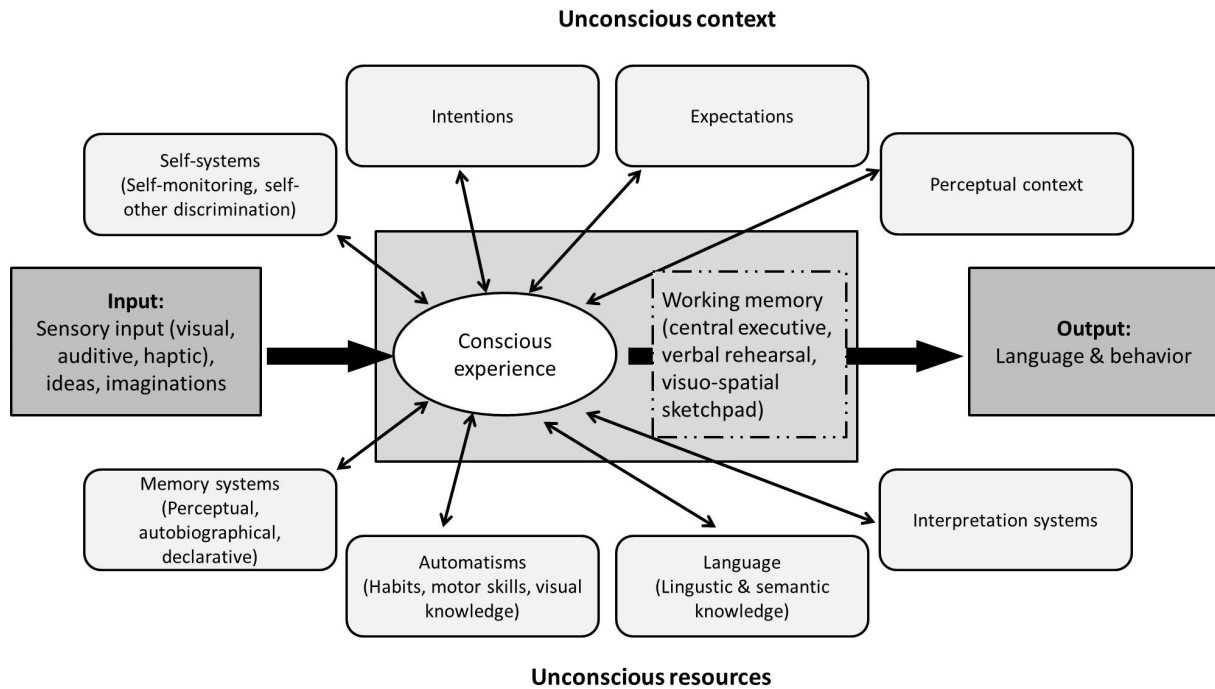 Unconscious context
Intentions
Expectations
Self-systems
(Self-monitoring, self-
other discrimination)
Perceptual context
Input:
Sensory input (visual,
auditive, haptic),
ideas, imaginations
Conscious
experience
Working memory
(central executive,
verbal rehearsal,
visuo-spatial
sketchpad)
Output:
Language & behavior
Memory systems
(Perceptual,
autobiographical,
declarative)
Automatisms
(Habits, motor skills, visual
knowledge)
Language
(Lingustic & semantic
knowledge)
Interpretation systems
Unconscious resources